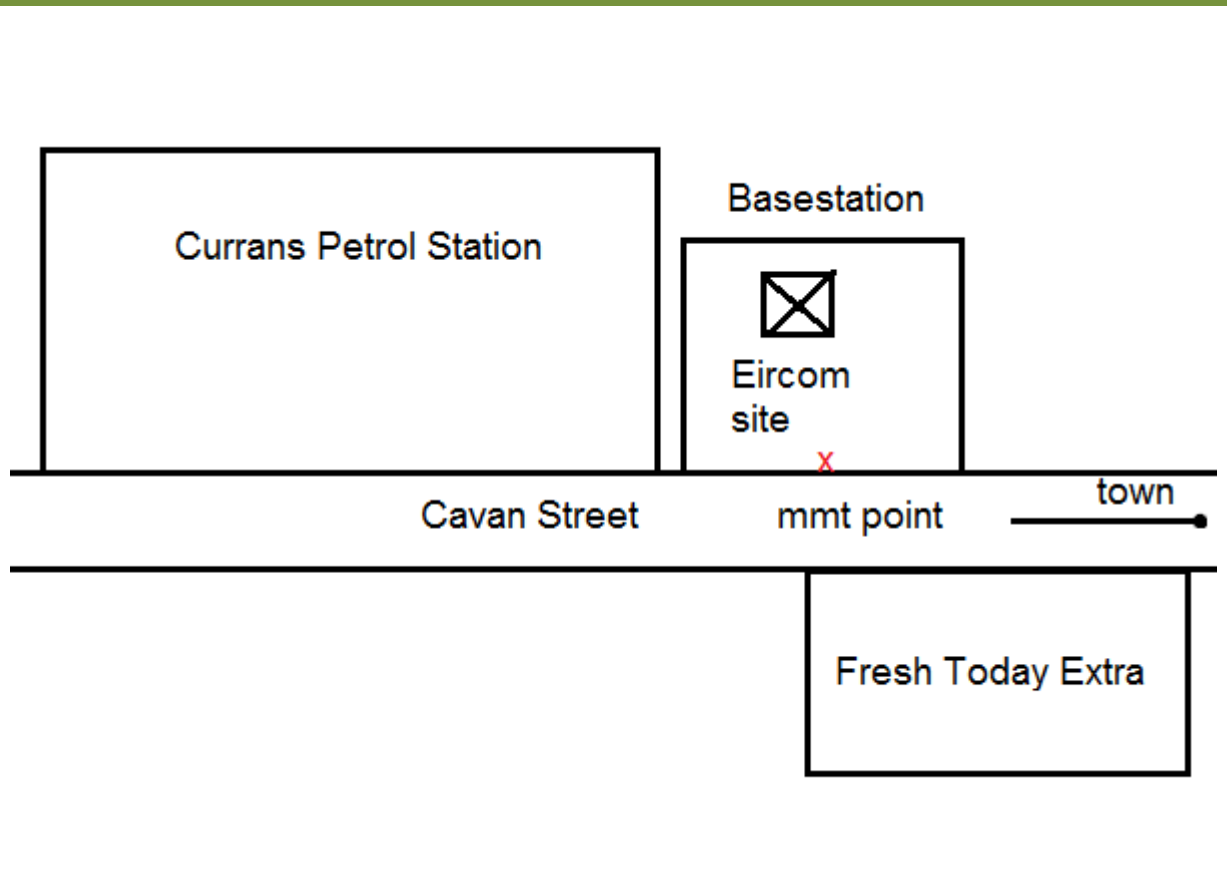 Basestation
Currans Petrol Station
Eircom
site
x
town
Cavan Street
mmt point
Fresh Today Extra